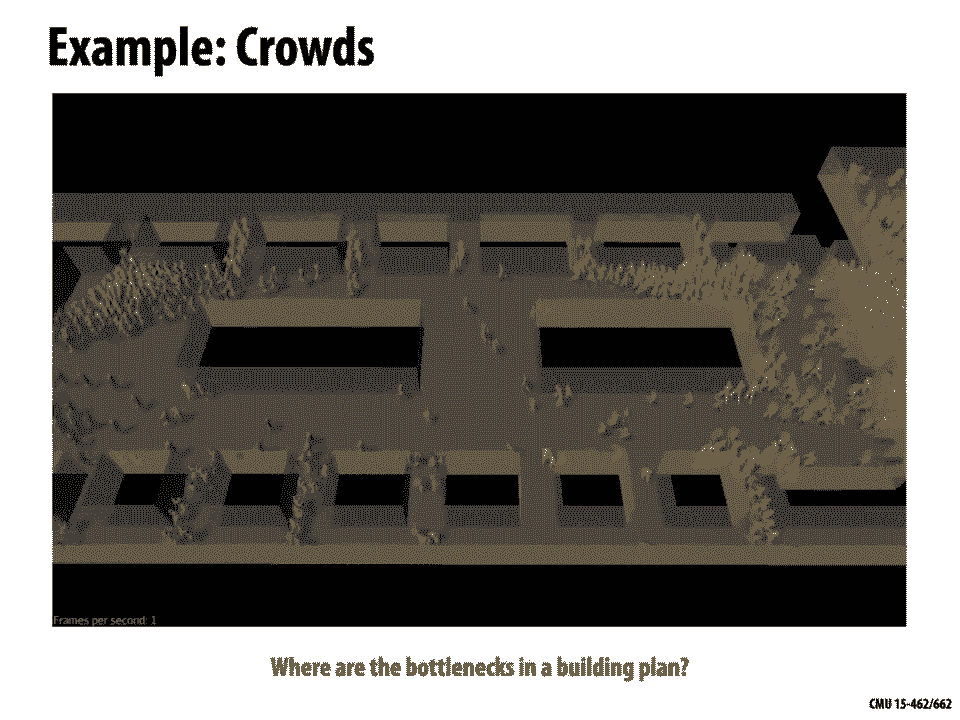 Example: Crowds
Frames per second: 1
Where are the bottlenecks in a building plan?
CMU 15-462/662